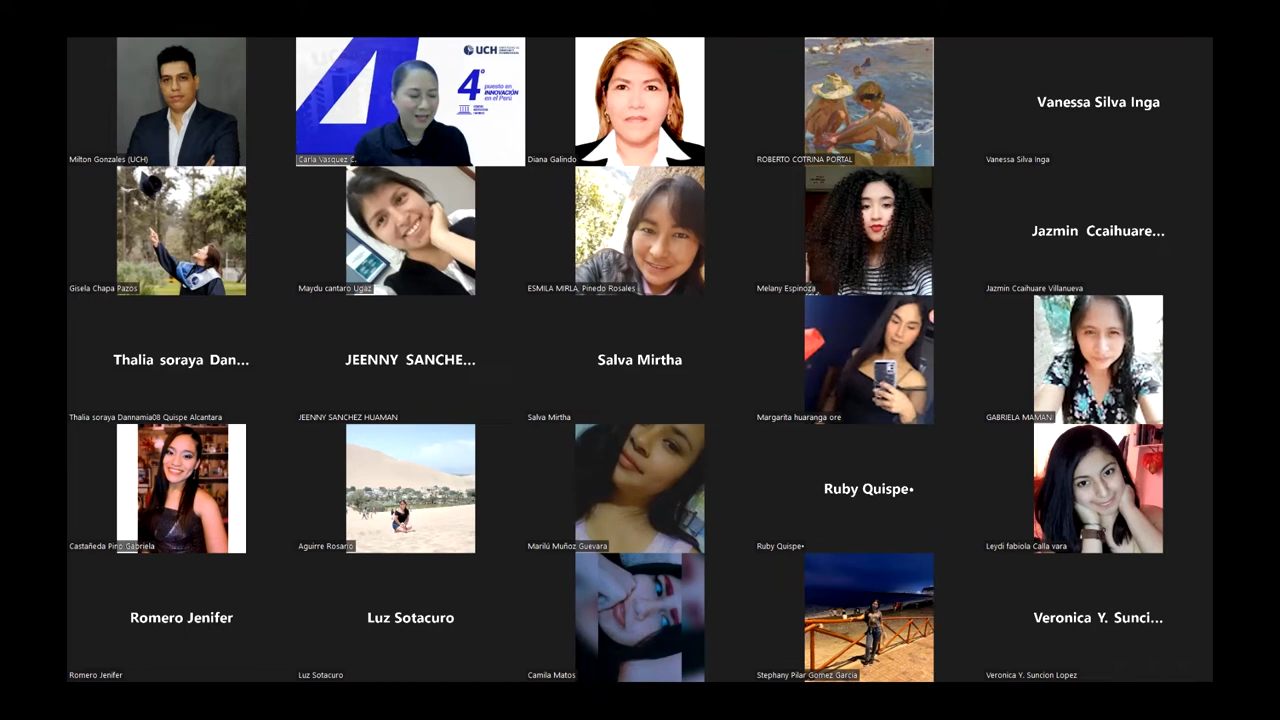 UCH
4°
puesto en
INNOVACIÓN
en el Perú
Vanessa Silva Inga
Milton Gonzales (UCH)
Carla Vasquez C.
Diana Galindo
ROBERTO COTRINA PORTAL
Vanessa Silva Inga
Jazmin Ccaihuare...
Gisela Chapa Pazos
Maydu cantaro Ugaz
ESMILA MIRLA, Pinedo Rosales
Melany Espinoza
Jazmin Ccaihuare Villanueva
Thalia soraya Dan...
JEENNY SANCHE...
Salva Mirtha
Thalia soraya Dannamia08 Quispe Alcantara
JEENNY SANCHEZ HUAMAN
Salva Mirtha
Margarita huaranga ore
GABRIELA MAMANI
Ruby Quispe•
Castañeda Pino Gabriela
Aguirre Rosario
Marilú Muñoz Guevara
Ruby Quispe•
Leydi fabiola Calla vara
Romero Jenifer
Luz Sotacuro
Veronica Y. Sunci...
Romero Jenifer
Luz Sotacuro
Camila Matos
Stephany Pilar Gomez Garcia
Veronica Y. Suncion Lopez